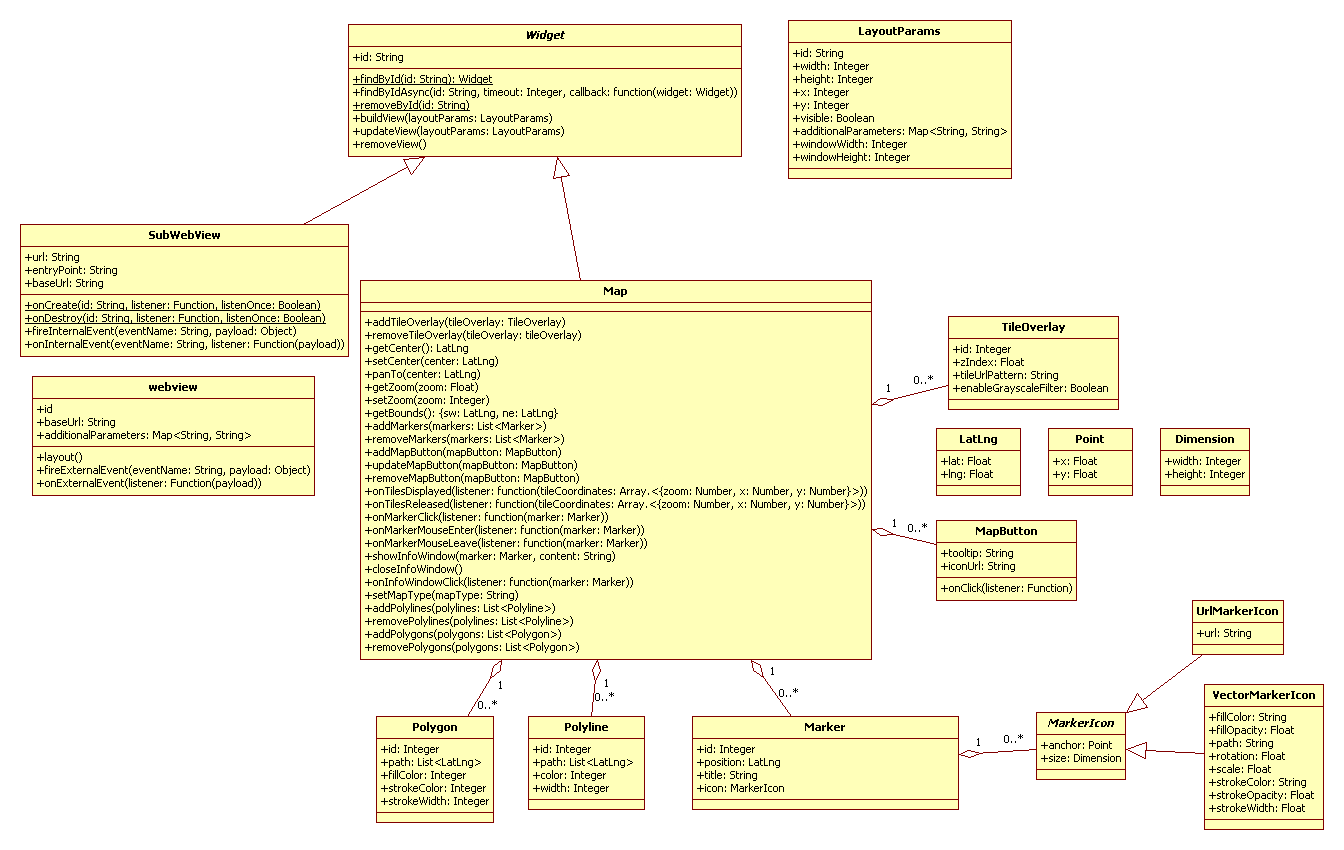 Widget
+id: String
+findById(id: String): Widget
+findByIdAsync(id: String, timeout: Integer, callback: function(widget: Widget))
+removeById(id: String)
+buildView(layoutParams: LayoutParams)
+updateView(layoutParams: LayoutParams)
+removeView()
LayoutParams
+id: String
+width: Integer
+height: Integer
+x: Integer
+y: Integer
+visible: Boolean
+additionalParameters: Map<String, String>
+windowWidth: Integer
+windowHeight: Integer
SubWebView
+url: String
+entryPoint: String
+baseUrl: String
+onCreate(id: String, listener: Function, listenOnce: Boolean)
+onDestroy(id: String, listener: Function, listenOnce: Boolean)
+fireInternalEvent(eventName: String, payload: Object)
+onInternalEvent(eventName: String, listener: Function(payload))
webview
+id
+baseUrl: String
+additionalParameters: Map<String, String>
+layout()
+fireExternalEvent(eventName: String, payload: Object)
+onExternalEvent(listener: Function(payload))
Map
+addTileOverlay(tileOverlay: TileOverlay)
+removeTileOverlay(tileOverlay: tileOverlay)
+getCenter(): LatLng
+setCenter(center: LatLng)
+panTo(center: LatLng)
+getZoom(zoom: Float)
+setZoom(zoom: Integer)
+getBounds(): {sw: LatLng, ne: LatLng}
+addMarkers(markers: List<Marker>)
+removeMarkers(markers: List<Marker>)
+addMapButton(mapButton: MapButton)
+updateMapButton(mapButton: MapButton)
+removeMapButton(mapButton: MapButton)
+onTilesDisplayed(listener: function(tileCoordinates: Array.<{zoom: Number, x: Number, y: Number}>))
+onTilesReleased(listener: function(tileCoordinates: Array.<{zoom: Number, x: Number, y: Number}>))
+onMarkerClick(listener: function(marker: Marker))
+onMarkerMouseEnter(listener: function(marker: Marker))
+onMarkerMouseLeave(listener: function(marker: Marker))
+showInfoWindow(marker: Marker, content: String)
+closeInfoWindow()
+onInfoWindowClick(listener: function(marker: Marker))
+setMapType(mapType: String)
+addPolylines(polylines: List<Polyline>)
+removePolylines(polylines: List<Polyline>)
+addPolygons(polygons: List<Polygon>)
+removePolygons(polygons: List<Polygon>)
1
0..*
TileOverlay
+id: Integer
+zIndex: Float
+tileUrlPattern: String
+enableGrayscaleFilter: Boolean
LatLng
+lat: Float
+lng: Float
Point
+x: Float
+y: Float
Dimension
+width: Integer
+height: Integer
1
0..*
MapButton
+tooltip: String
+iconUrl: String
+onClick(listener: Function)
1
0..*
Polygon
+id: Integer
+path: List<LatLng>
+fillColor: Integer
+strokeColor: Integer
+strokeWidth: Integer
1
0..*
Polyline
+id: Integer
+path: List<LatLng>
+color: Integer
+width: Integer
1
0..*
Marker
+id: Integer
+position: LatLng
+title: String
+icon: MarkerIcon
1
0..*
MarkerIcon
+anchor: Point
+size: Dimension
UrlMarkerIcon
+url: String
VectorMarkerIcon
+fillColor: String
+fillOpacity: Float
+path: String
+rotation: Float
+scale: Float
+strokeColor: String
+strokeOpacity: Float
+strokeWidth: Float